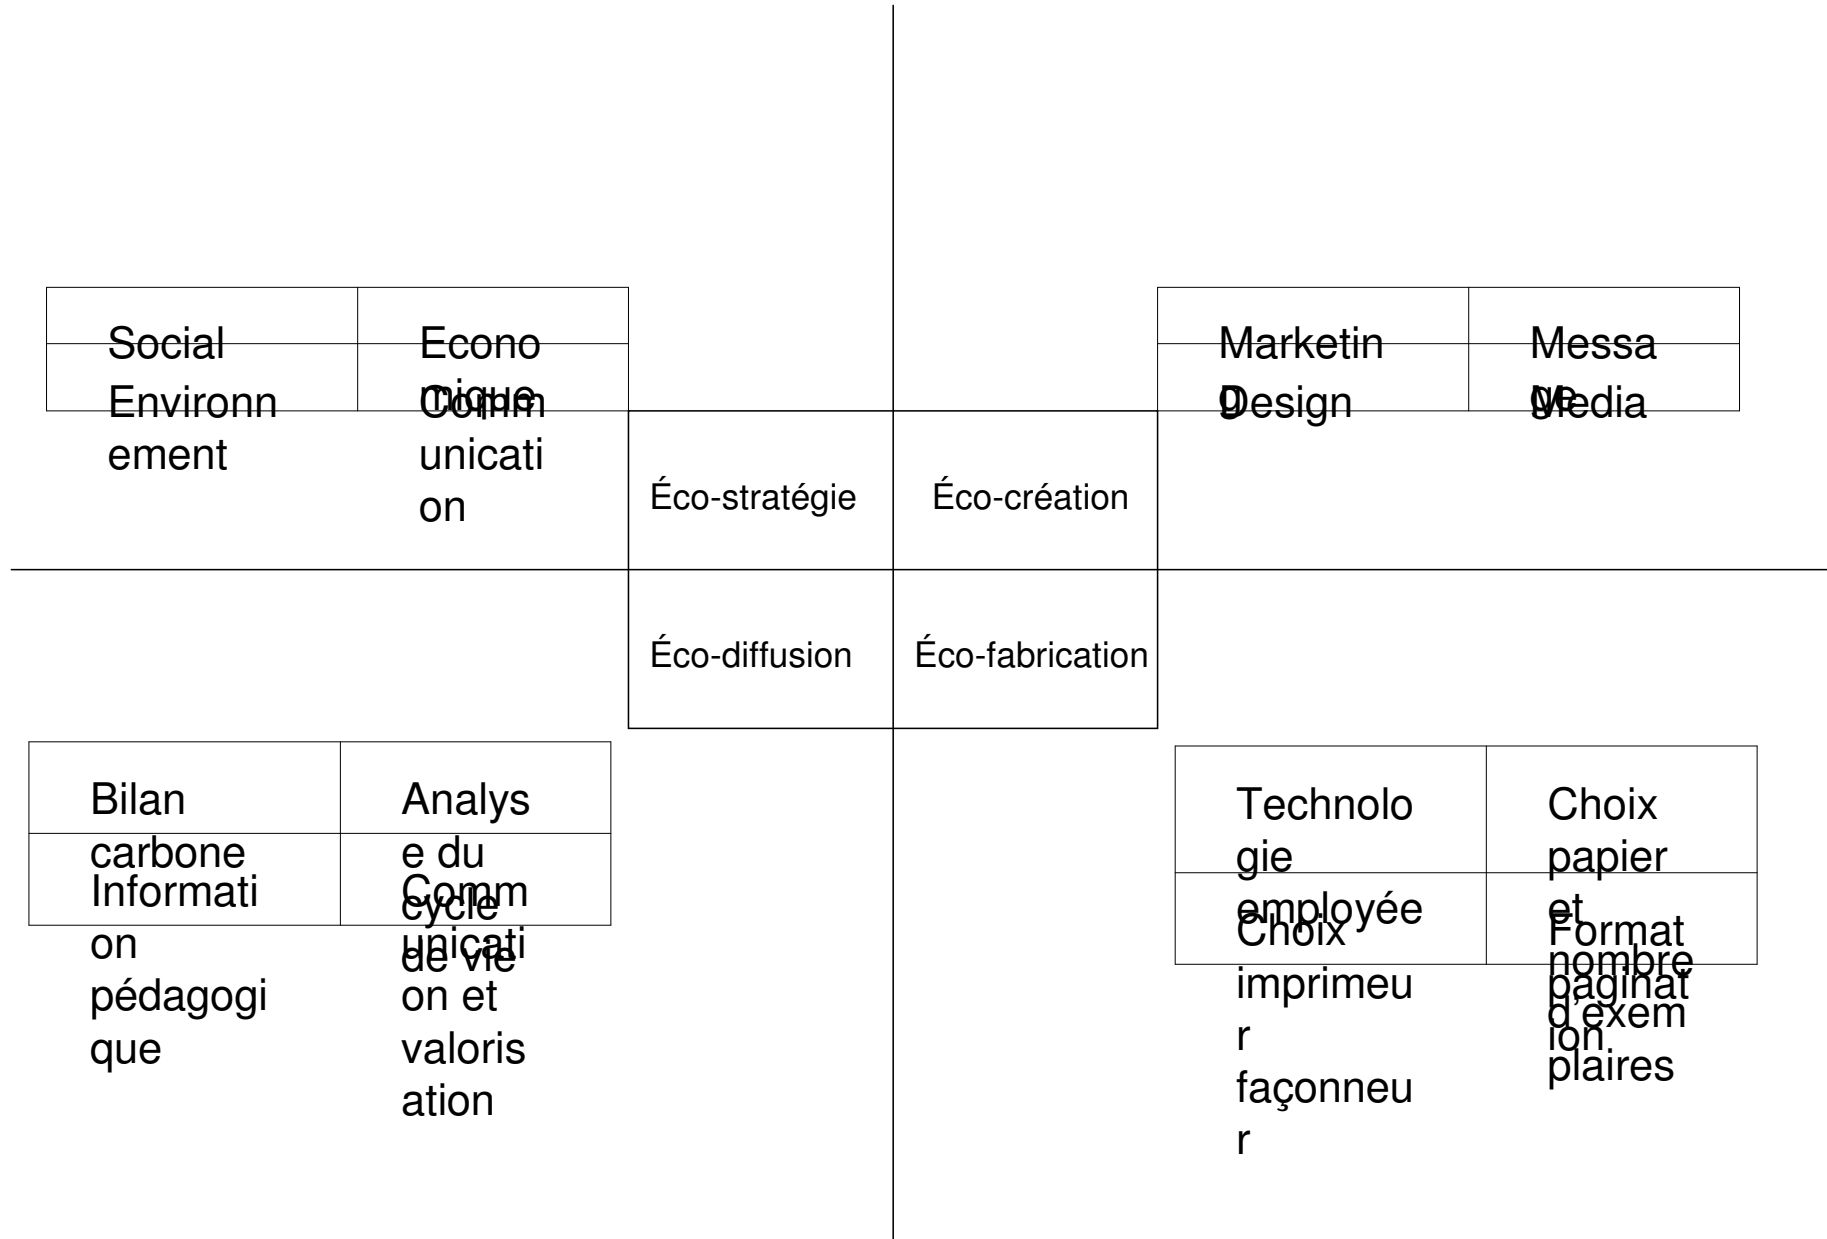 Social
Econo
mique
Environn
ement
Comm
unicati
on
Marketin
g
Messa
ge
Design
Media
Éco-stratégie
Éco-création
Éco-diffusion
Éco-fabrication
Bilan
carbone
Analys
e du
cycle
de vie
Informati
on
pédagogi
que
Comm
unicati
on et
valoris
ation
Technolo
gie
employée
Choix
papier
et
nombre
d’exem
plaires
Choix
imprimeu
r
façonneu
r
Format
paginat
ion